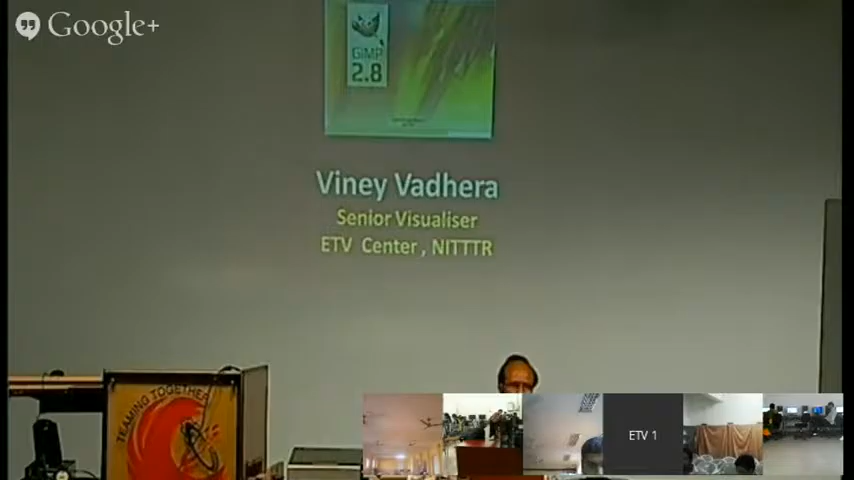 Google+
GIMP
2.8
Viney Vadhera
Senior Visualiser
ETV Center , NITTTR
TEAMING TOGETHER
ETV 1